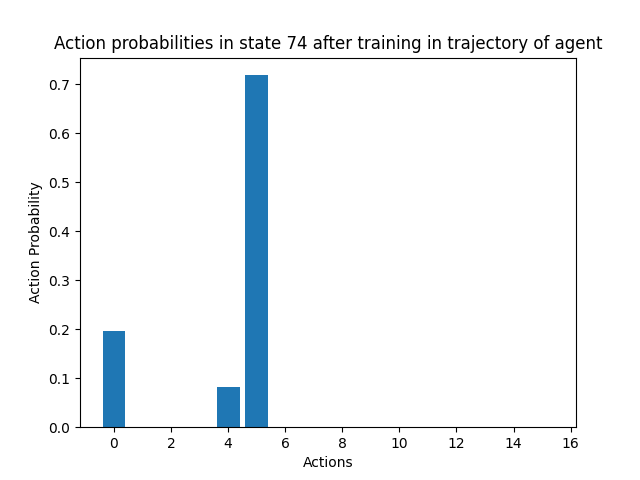 Action probabilities in state 74 after training in trajectory of agent
0.7
0.6
0.5
0.4
0.3
0.2
0.1
0.0
Action Probability
0 2 4 6 8 10 12 14 16
Actions